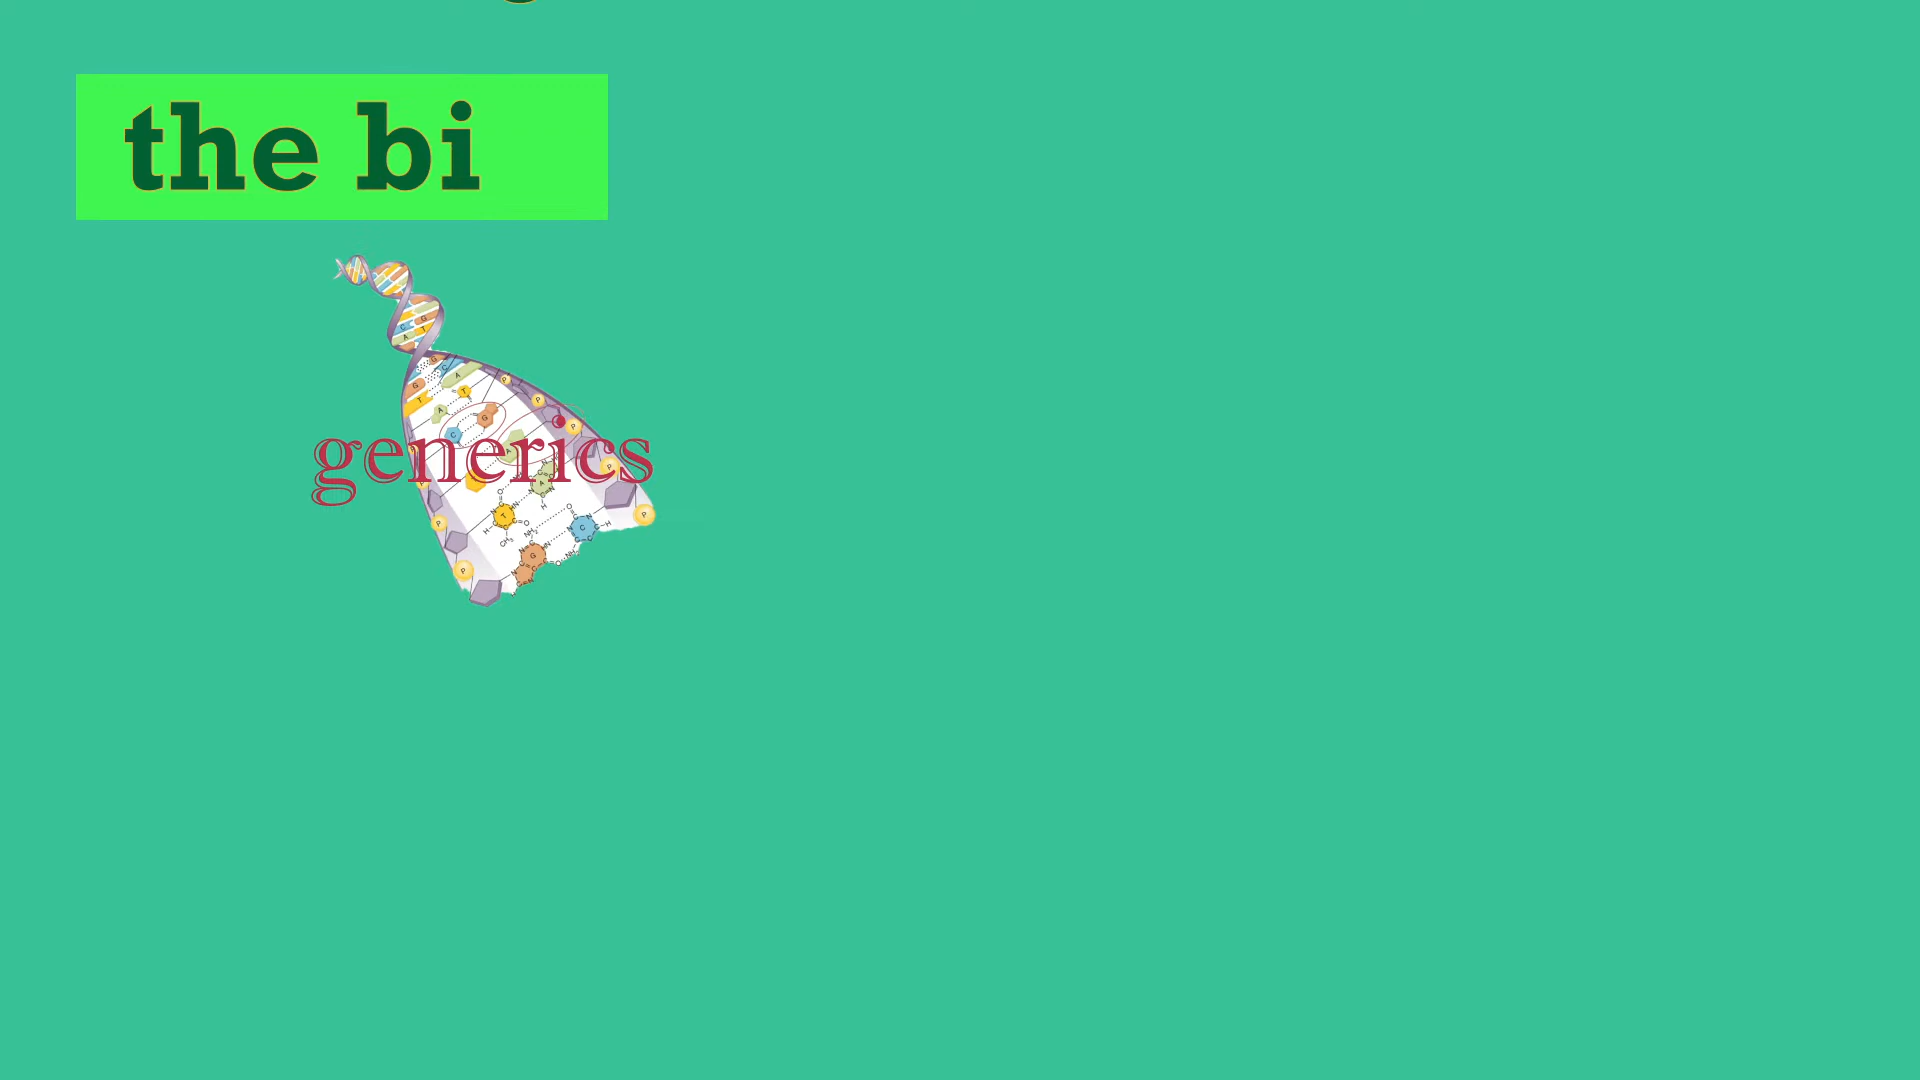 the bi
generics